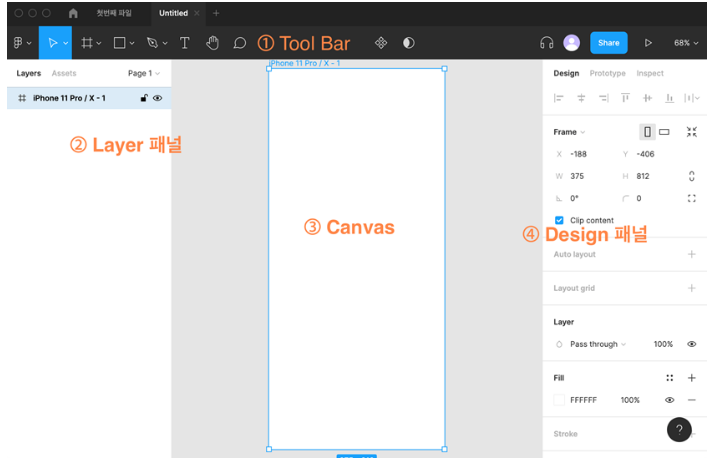 첫번째 파일
Untitled
① Tool Bar
Share
68%
Layers
Assets
Page 1
iPhone 11 Pro / X - 1
② Layer 패널
iPhone 11 Pro / X - 1
③ Canvas
Design
Prototype
Inspect
Frame
X -188
Y -406
W 375
H 812
0°
0
Clip content
④ Design 패널
Auto layout
Layout grid
Layer
Pass through
100%
Fill
FFFFFF
100%
Stroke
?